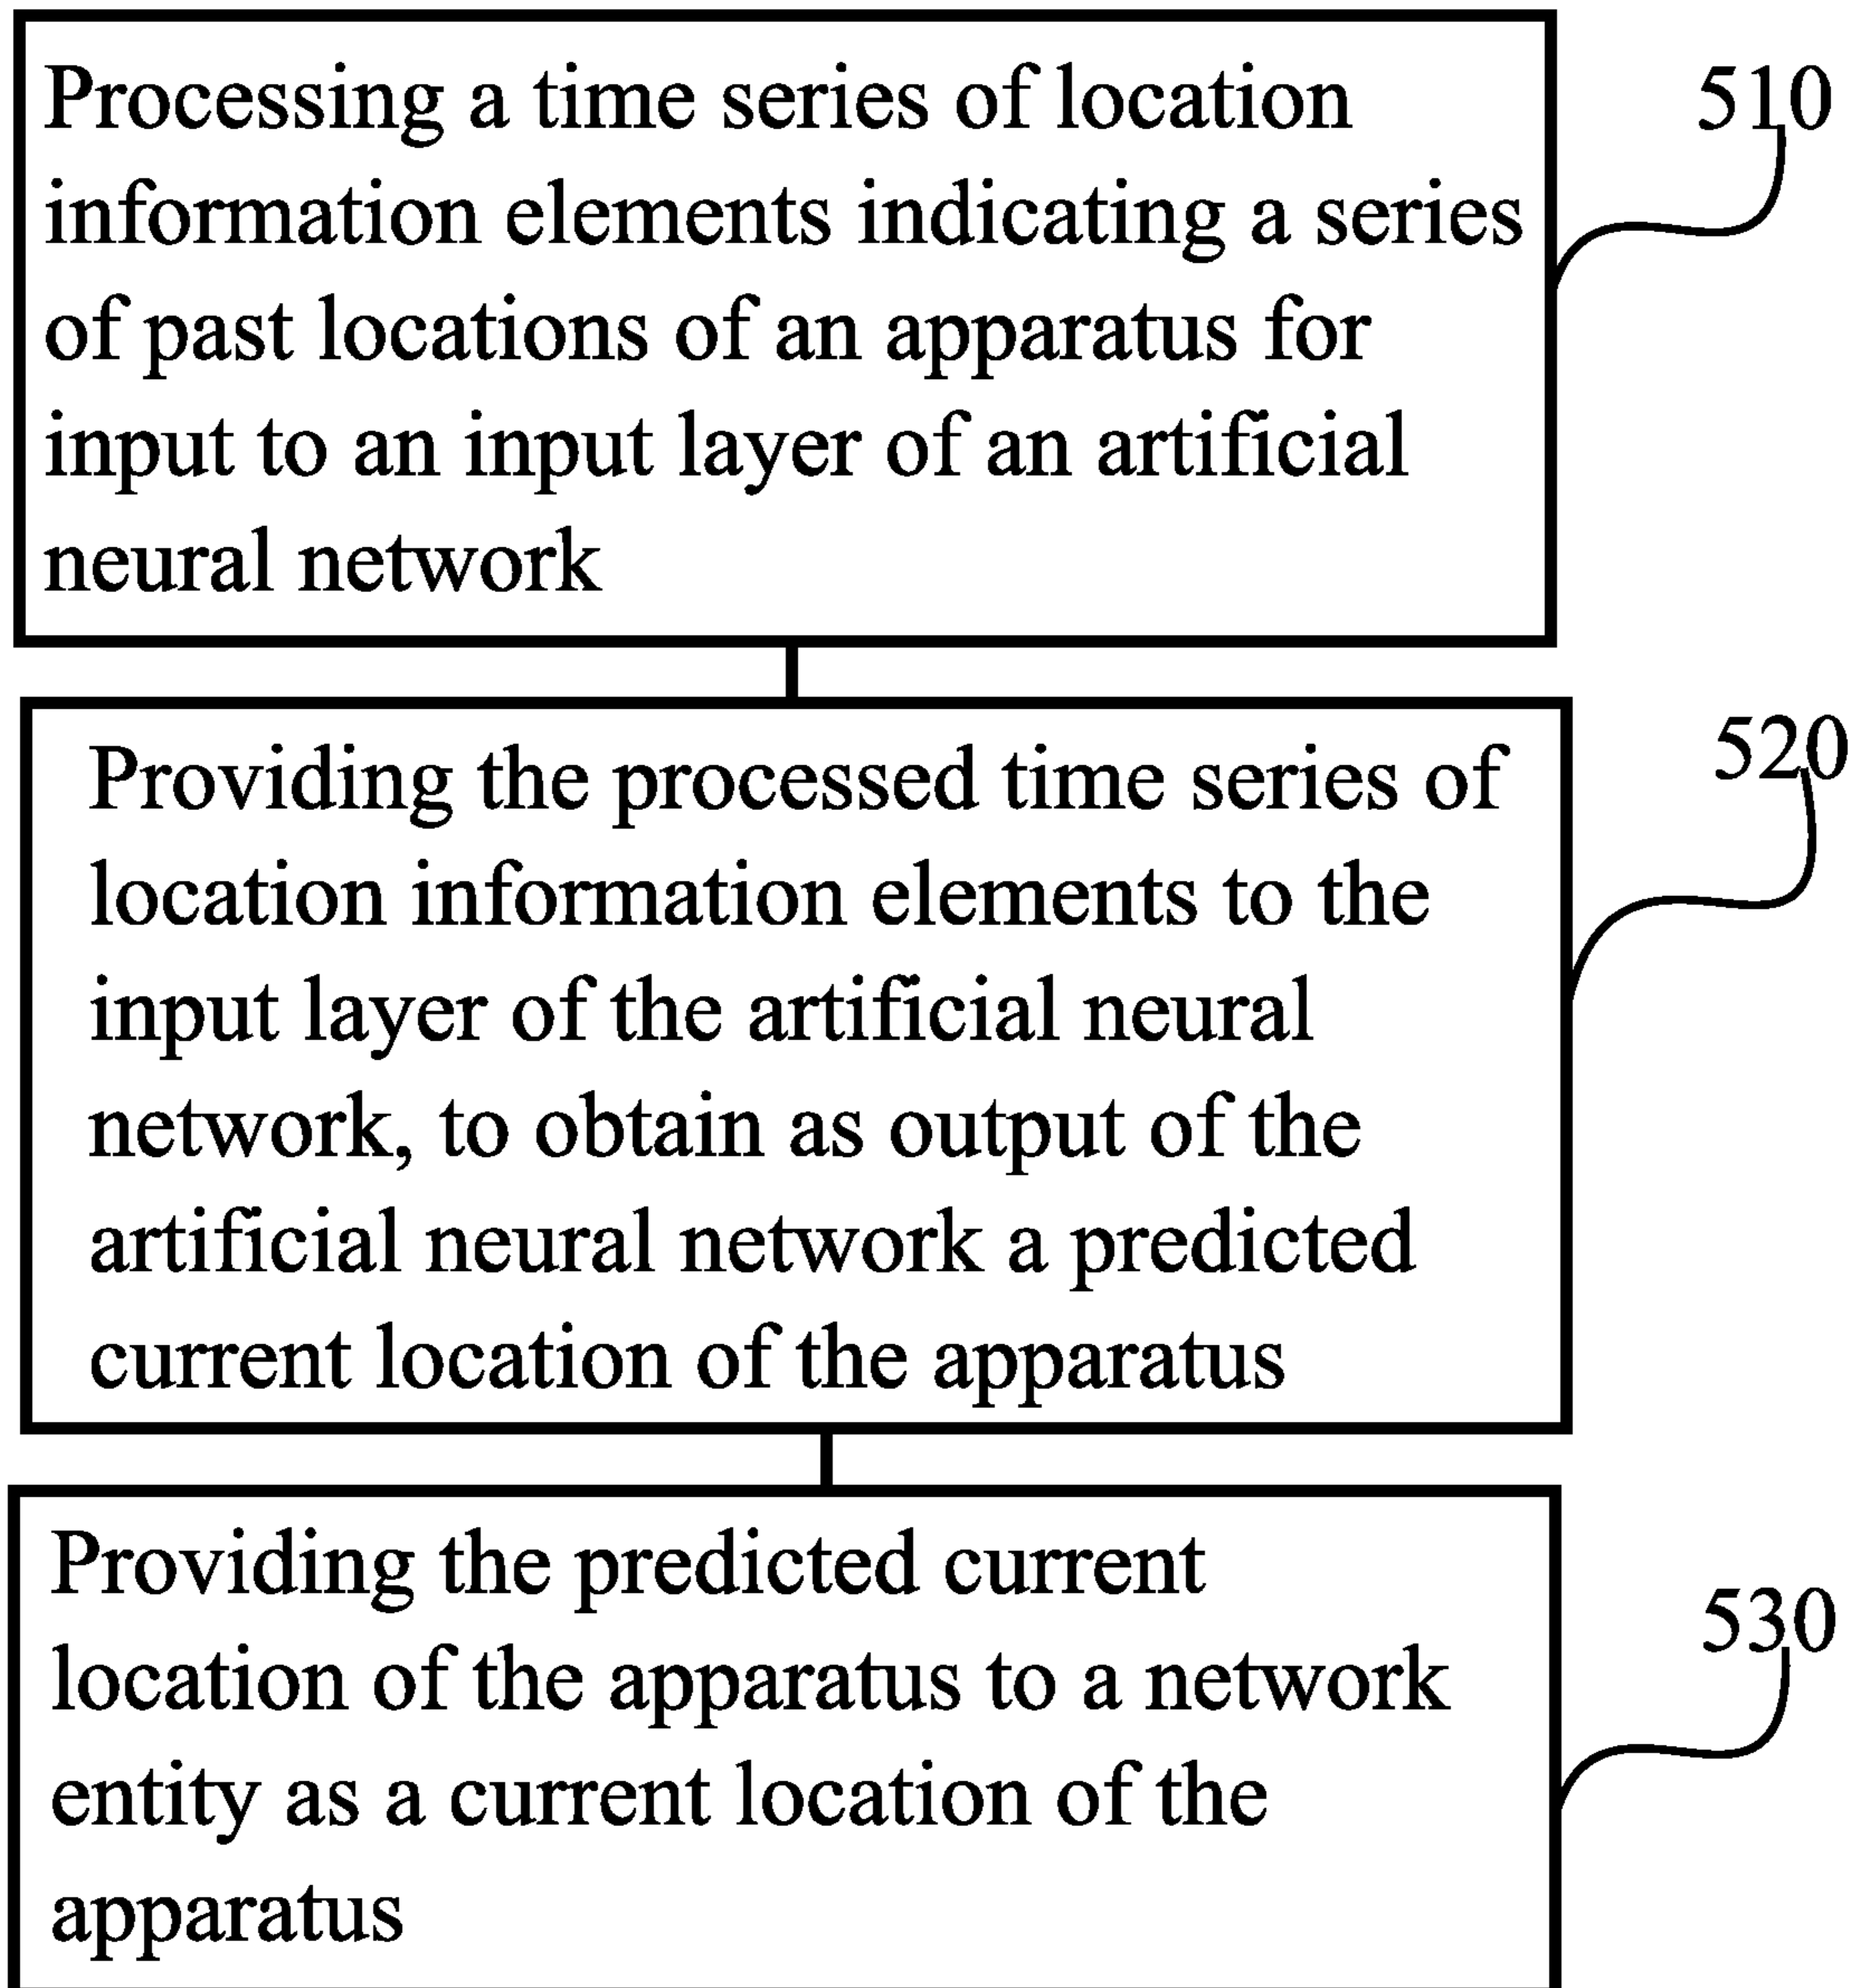 Processing a time series of location
510
information elements indicating a series
of past locations of an apparatus for
input to an input layer of an artificial
neural network
Providing the processed time series of
520
location information elements to the
input layer of the artificial neural
network, to obtain as output of the
artificial neural network a predicted
current location of the apparatus
Providing the predicted current
530
location of the apparatus to a network
entity as a current location of the
apparatus